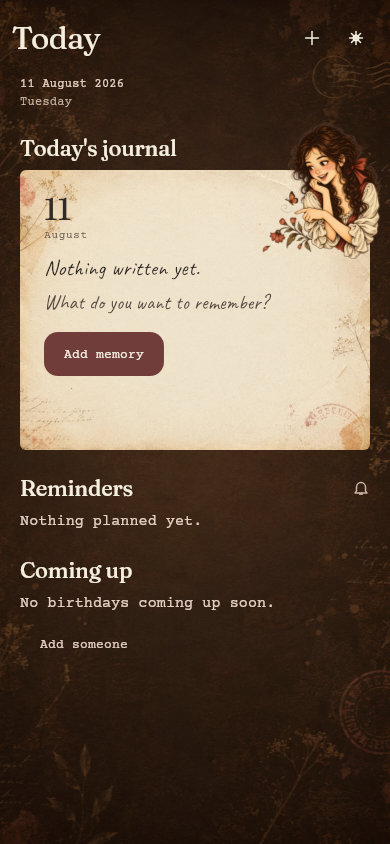 Today
11 August 2026
Tuesday
Today's journal
11
August
Nothing written yet.
What do you want to remember?
Add memory
Reminders
Nothing planned yet.
Coming up
No birthdays coming up soon.
Add someone